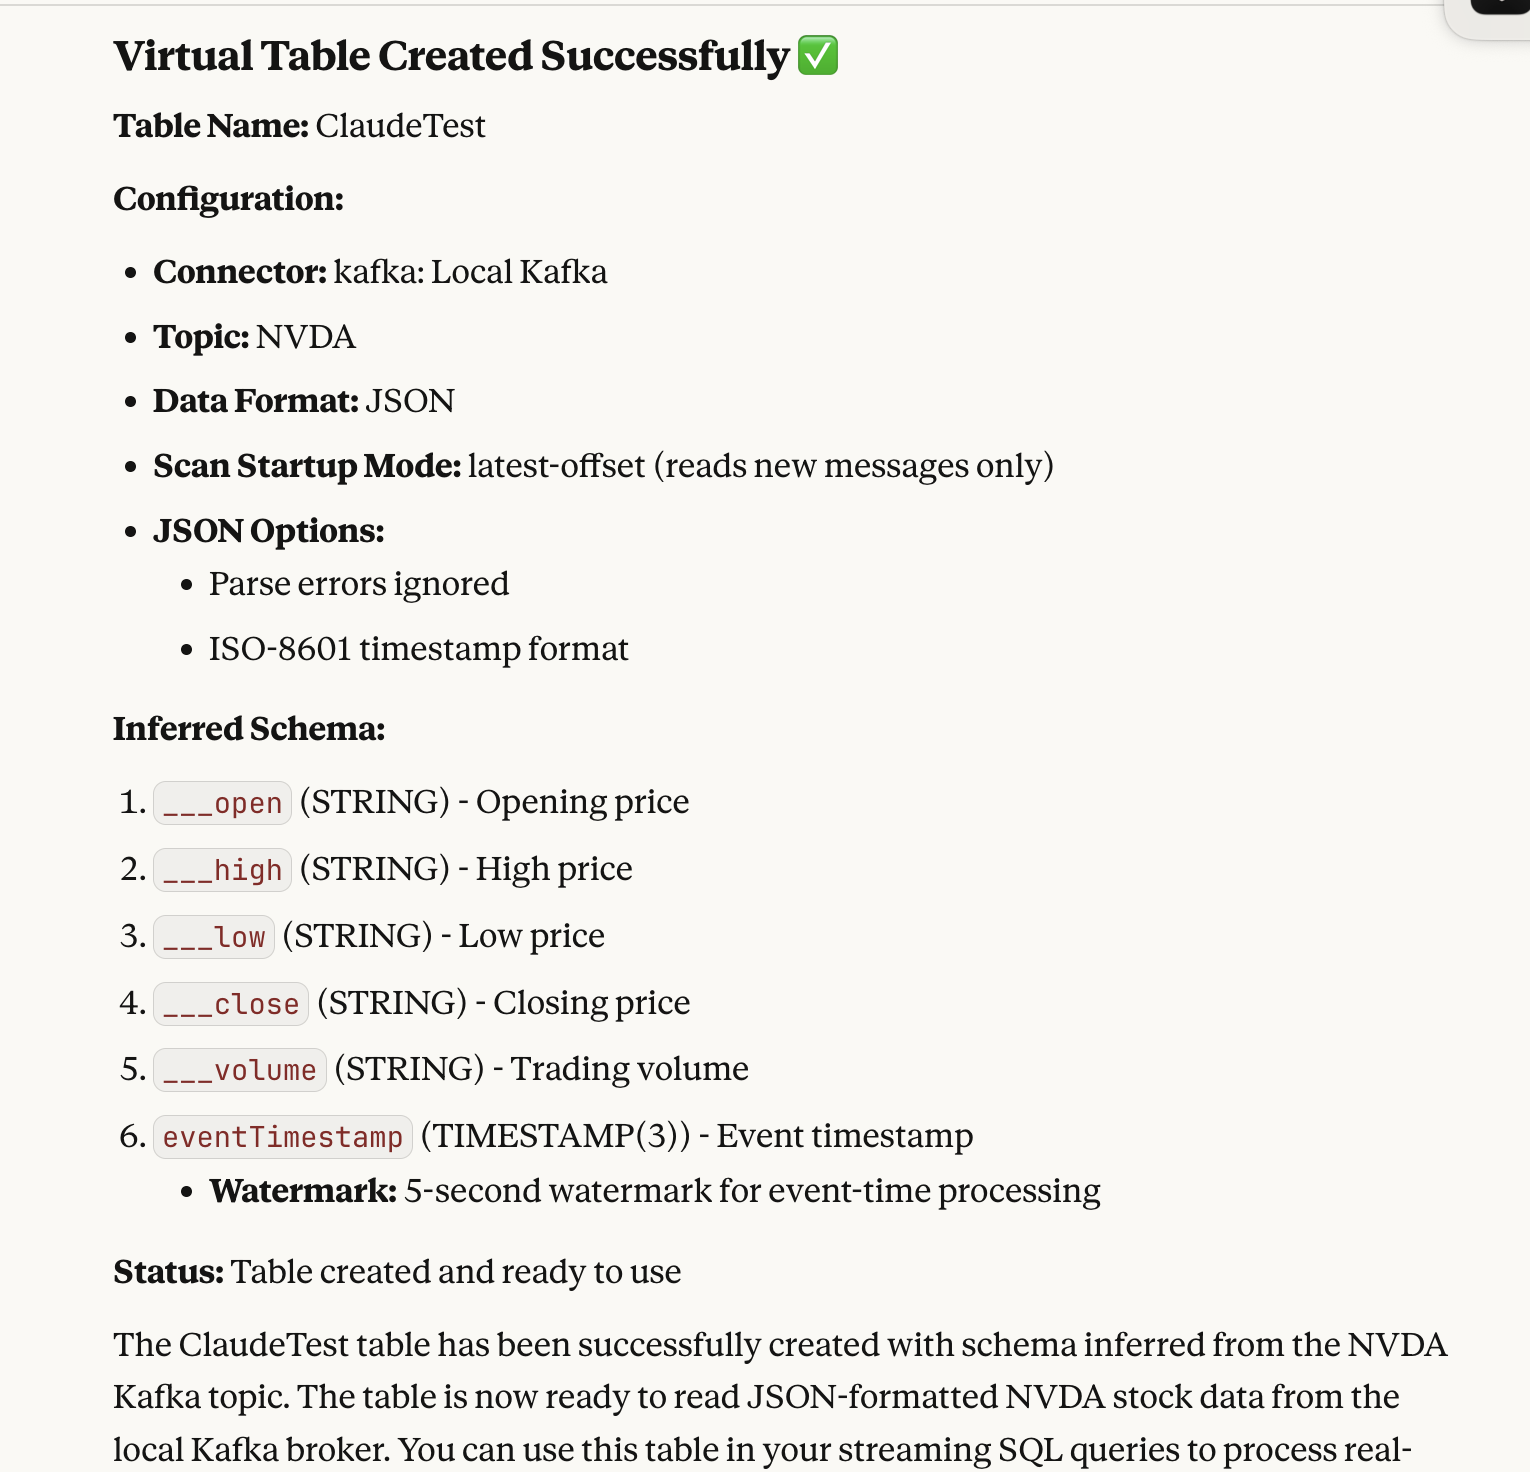 Virtual Table Created Successfully ✅
Table Name: ClaudeTest
Configuration:
• Connector: kafka: Local Kafka
• Topic: NVDA
• Data Format: JSON
• Scan Startup Mode: latest-offset (reads new messages only)
• JSON Options:
• Parse errors ignored
• ISO-8601 timestamp format
Inferred Schema:
1. ___open (STRING) - Opening price
2. ___high (STRING) - High price
3. ___low (STRING) - Low price
4. ___close (STRING) - Closing price
5. ___volume (STRING) - Trading volume
6. eventTimestamp (TIMESTAMP(3)) - Event timestamp
• Watermark: 5-second watermark for event-time processing
Status: Table created and ready to use
The ClaudeTest table has been successfully created with schema inferred from the NVDA
Kafka topic. The table is now ready to read JSON-formatted NVDA stock data from the
local Kafka broker. You can use this table in your streaming SQL queries to process real-